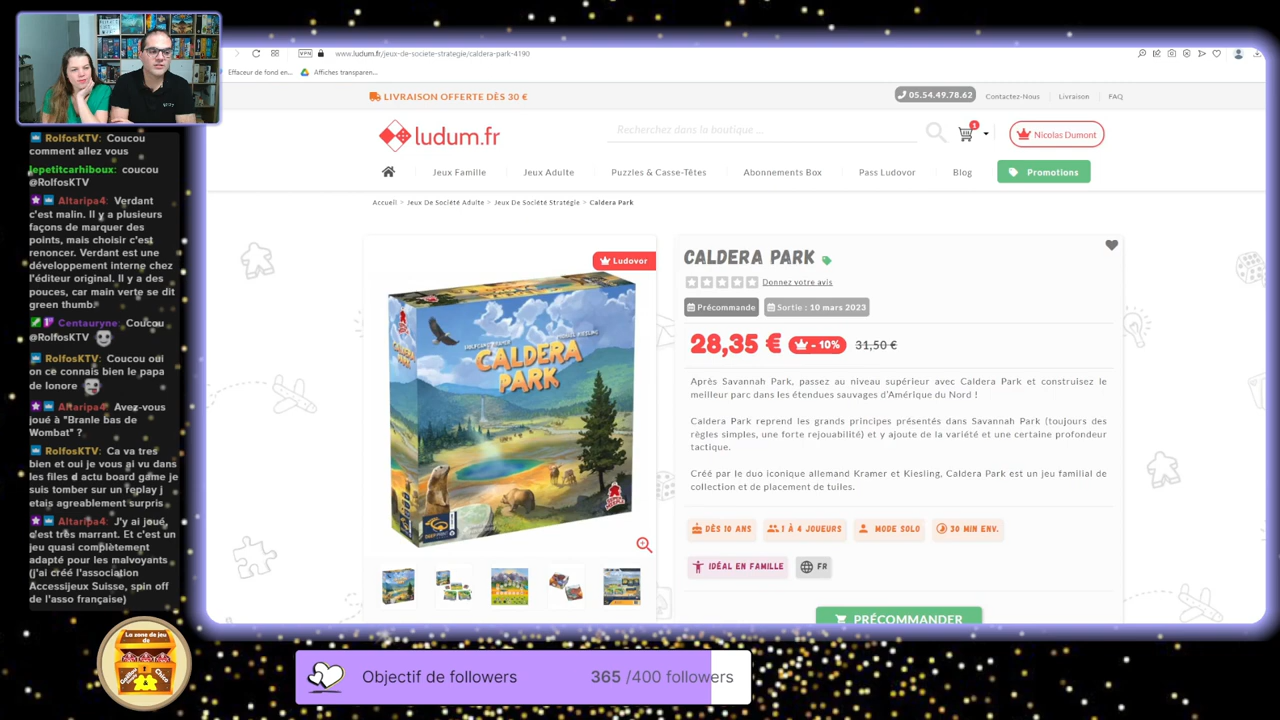 www.ludum.fr/jeux-de-societe-strategie/caldera-park-4190
VPN
Effaceur de fond en...
Affiches transparen...
LIVRAISON OFFERTE DÈS 30 €
05.54.49.78.62
Contactez-Nous
Livraison
FAQ
ludum.fr
Recherchez dans la boutique ...
1
Nicolas Dumont
Jeux Famille
Jeux Adulte
Puzzles & Casse-Têtes
Abonnements Box
Pass Ludovor
Blog
Promotions
Accueil > Jeux De Société Adulte > Jeux De Société Stratégie > Caldera Park
Ludovor
CALDERA
PARK
CALDERA PARK
Donnez votre avis
Précommande
Sortie : 10 mars 2023
28,35 €
- 10%
31,50 €
Après Savannah Park, passez au niveau supérieur avec Caldera Park et construisez le
meilleur parc dans les étendues sauvages d'Amérique du Nord !
Caldera Park reprend les grands principes présentés dans Savannah Park (toujours des
règles simples, une forte rejouabilité) et y ajoute de la variété et une certaine profondeur
tactique.
Créé par le duo iconique allemand Kramer et Kiesling, Caldera Park est un jeu familial de
collection et de placement de tuiles.
DÈS 10 ANS
1 À 4 JOUEURS
MODE SOLO
30 MIN ENV.
IDÉAL EN FAMILLE
FR
PRÉCOMMANDER
RolfosKTV: Coucou
comment allez vous
lepetitcarhiboux: coucou
@RolfosKTV
Altaripa4: Verdant
c'est malin. Il y a plusieurs
façons de marquer des
points, mais choisir c'est
renoncer. Verdant est une
développement interne chez
l'éditeur original. Il y a des
pouces, car main verte se dit
green thumb.
Centauryne: Coucou
@RolfosKTV
RolfosKTV: Coucou oui
on ce connais bien le papa
de lonore
Altaripa4: Avez-vous
joué à "Branle bas de
Wombat" ?
RolfosKTV: Ca va tres
bien et oui je vous ai vu dans
les files d actu board game je
suis tomber sur un replay j
etais agreablement surpris
Altaripa4: J'y ai joué,
c'est très marrant. Et c'est un
jeu quasi complètement
adapté pour les malvoyants
(j'ai créé l'association
Accessijeux Suisse, spin off
de l'asso française)
La zone de jeu
de
Chico
Objectif de followers
365 /400 followers